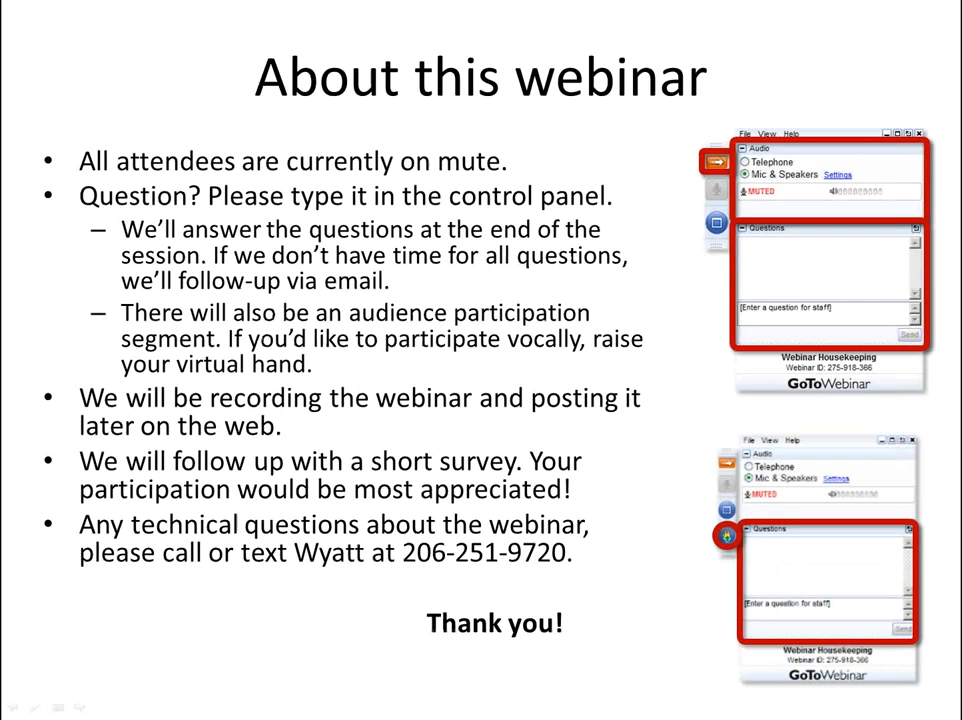 About this webinar
• All attendees are currently on mute.
• Question? Please type it in the control panel.
– We’ll answer the questions at the end of the
session. If we don’t have time for all questions,
we’ll follow-up via email.
– There will also be an audience participation
segment. If you’d like to participate vocally, raise
your virtual hand.
• We will be recording the webinar and posting it
later on the web.
• We will follow up with a short survey. Your
participation would be most appreciated!
• Any technical questions about the webinar,
please call or text Wyatt at 206-251-9720.
Thank you!
File View Help
Audio
Telephone
Mic & Speakers Settings
MUTED
Questions
[Enter a question for staff]
Send
Webinar Housekeeping
Webinar ID: 275-918-366
GoToWebinar
File View Help
Audio
Telephone
Mic & Speakers Settings
MUTED
Questions
[Enter a question for staff]
Send
Webinar Housekeeping
Webinar ID: 275-918-366
GoToWebinar